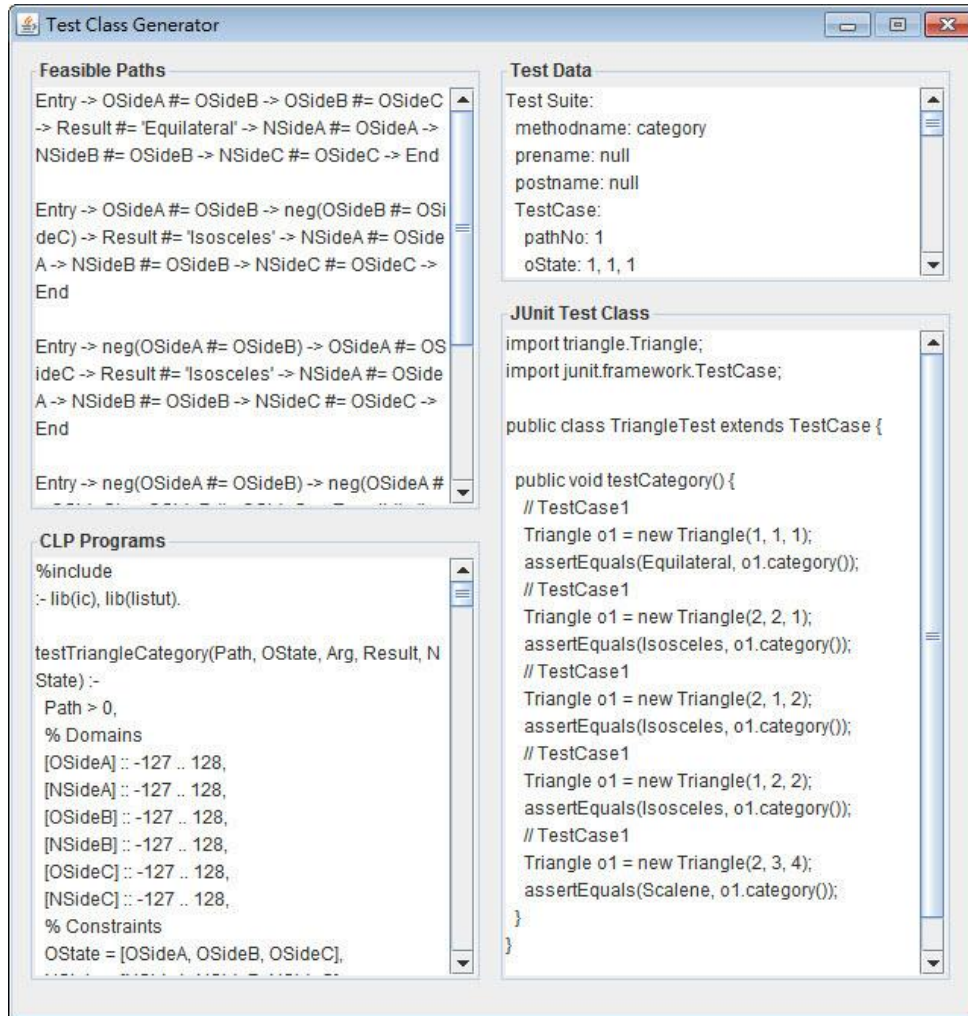 Test Class Generator
Feasible Paths
Entry -> OSideA #= OSideB -> OSideB #= OSideC
-> Result #= 'Equilateral' -> NSideA #= OSideA ->
NSideB #= OSideB -> NSideC #= OSideC -> End
Entry -> OSideA #= OSideB -> neg(OSideB #= OSi
deC) -> Result #= 'Isosceles' -> NSideA #= OSide
A -> NSideB #= OSideB -> NSideC #= OSideC ->
End
Entry -> neg(OSideA #= OSideB) -> OSideA #= OS
ideC -> Result #= 'Isosceles' -> NSideA #= OSide
A -> NSideB #= OSideB -> NSideC #= OSideC ->
End
Entry -> neg(OSideA #= OSideB) -> neg(OSideA #
CLP Programs
%include
:- lib(ic), lib(listut).
testTriangleCategory(Path, OState, Arg, Result, N
State) :-
Path > 0,
% Domains
[OSideA] :: -127 .. 128,
[NSideA] :: -127 .. 128,
[OSideB] :: -127 .. 128,
[NSideB] :: -127 .. 128,
[OSideC] :: -127 .. 128,
[NSideC] :: -127 .. 128,
% Constraints
OState = [OSideA, OSideB, OSideC],
Test Data
Test Suite:
methodname: category
prename: null
postname: null
TestCase:
pathNo: 1
oState: 1, 1, 1
JUnit Test Class
import triangle.Triangle;
import junit.framework.TestCase;
public class TriangleTest extends TestCase {
public void testCategory() {
// TestCase1
Triangle o1 = new Triangle(1, 1, 1);
assertEquals(Equilateral, o1.category());
// TestCase1
Triangle o1 = new Triangle(2, 2, 1);
assertEquals(Isosceles, o1.category());
// TestCase1
Triangle o1 = new Triangle(2, 1, 2);
assertEquals(Isosceles, o1.category());
// TestCase1
Triangle o1 = new Triangle(1, 2, 2);
assertEquals(Isosceles, o1.category());
// TestCase1
Triangle o1 = new Triangle(2, 3, 4);
assertEquals(Scalene, o1.category());
}
}